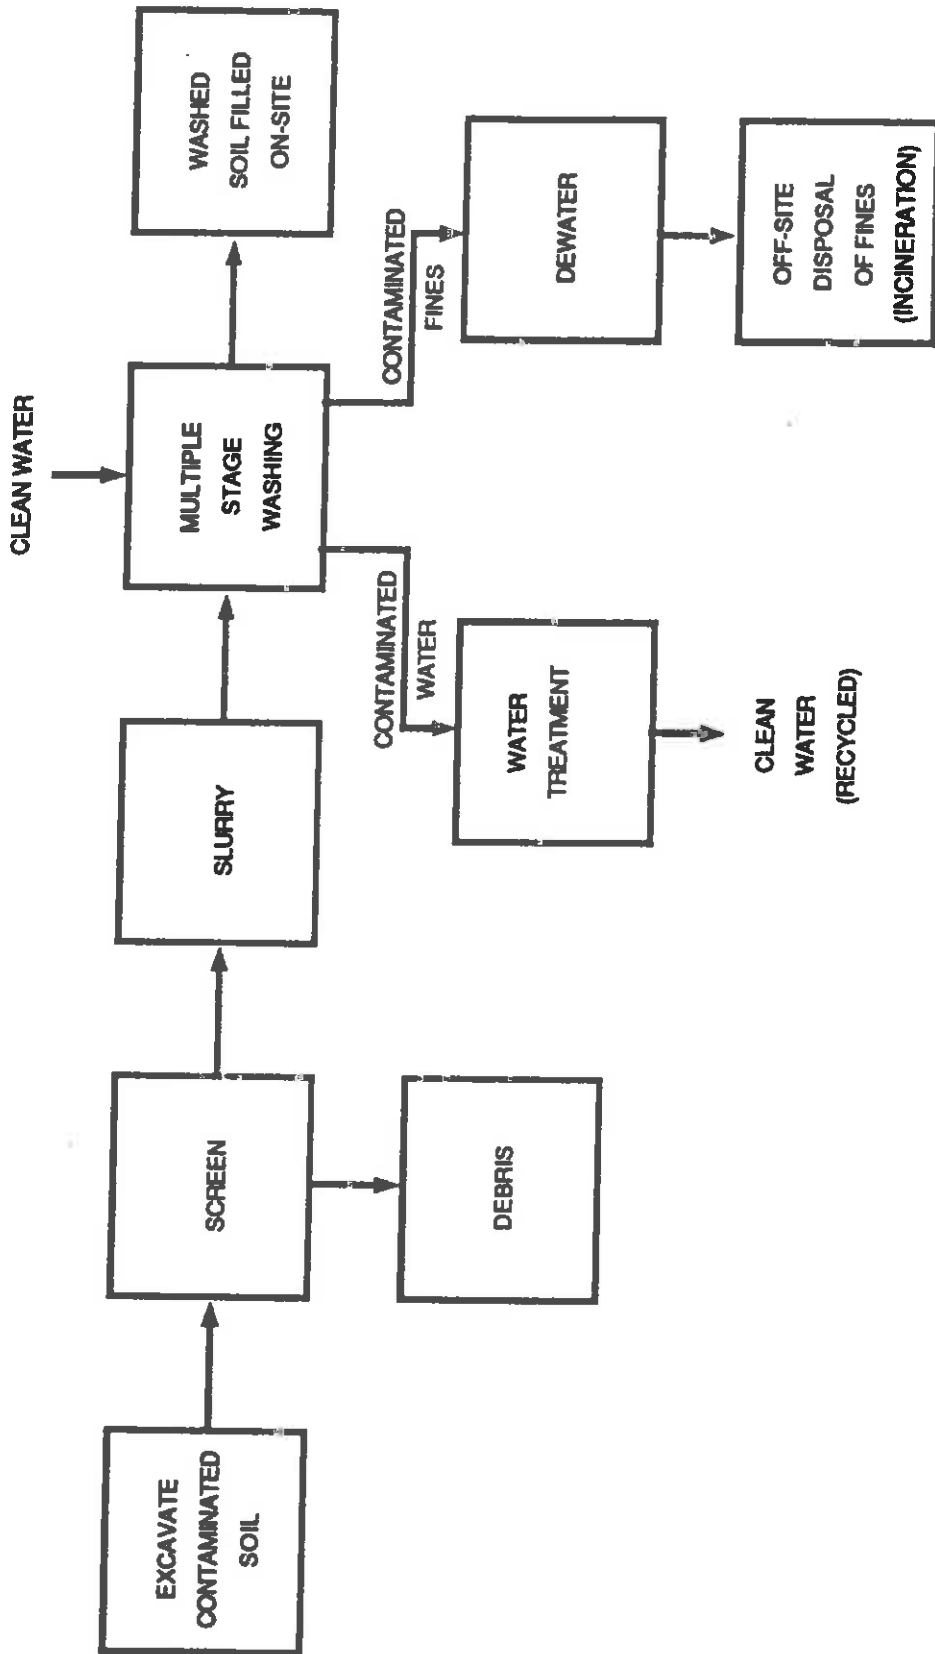 CLEAN WATER
EXCAVATE
CONTAMINATED
SOIL
SCREEN
SLURRY
MULTIPLE
STAGE
WASHING
WASHED
SOIL FILLED
ON-SITE
DEBRIS
CONTAMINATED
WATER
CONTAMINATED
FINES
WATER
TREATMENT
DEWATER
CLEAN
WATER
(RECYCLED)
OFF-SITE
DISPOSAL
OF FINES
(INCINERATION)